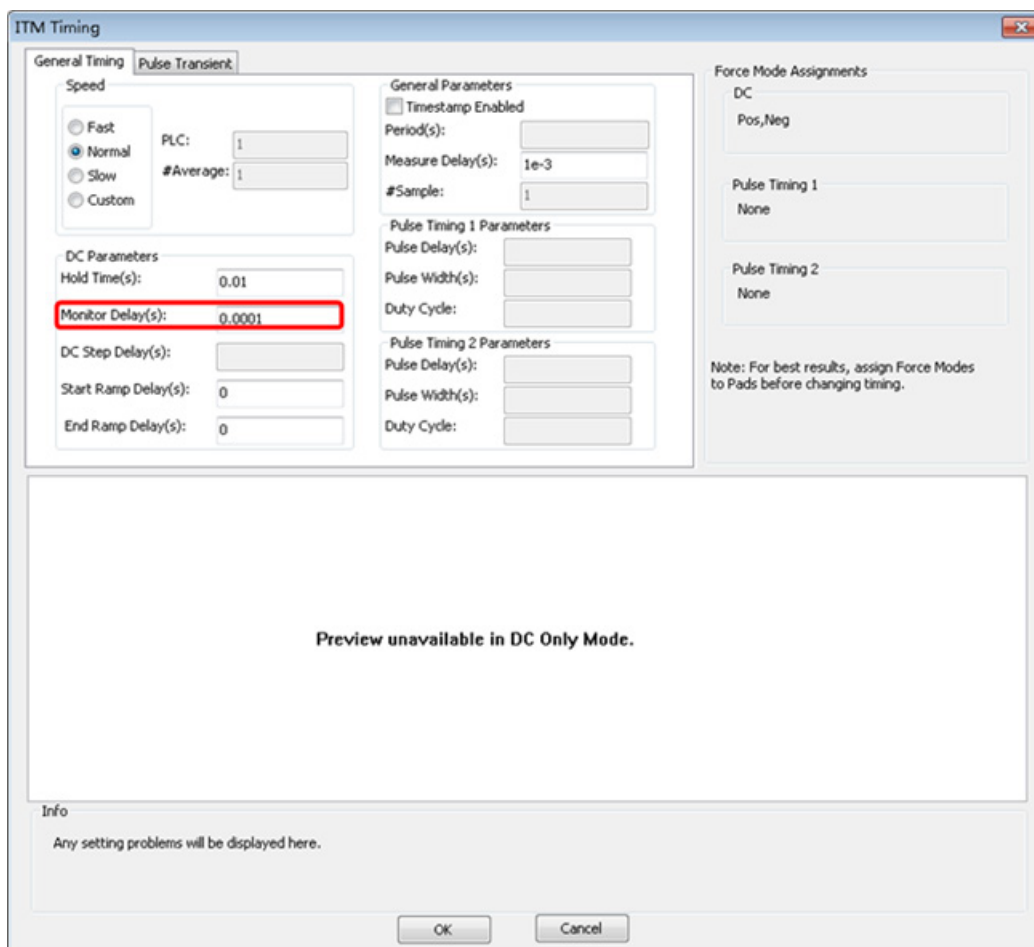 ITM Timing
General Timing
Pulse Transient
Speed
Fast
Normal
Slow
Custom
PLC: 1
#Average: 1
DC Parameters
Hold Time(s): 0.01
Monitor Delay(s): 0.0001
DC Step Delay(s):
Start Ramp Delay(s): 0
End Ramp Delay(s): 0
General Parameters
Timestamp Enabled
Period(s):
Measure Delay(s): 1e-3
#Sample: 1
Pulse Timing 1 Parameters
Pulse Delay(s):
Pulse Width(s):
Duty Cycle:
Pulse Timing 2 Parameters
Pulse Delay(s):
Pulse Width(s):
Duty Cycle:
Force Mode Assignments
DC
Pos,Neg
Pulse Timing 1
None
Pulse Timing 2
None
Note: For best results, assign Force Modes
to Pads before changing timing.
Preview unavailable in DC Only Mode.
Info
Any setting problems will be displayed here.
OK
Cancel